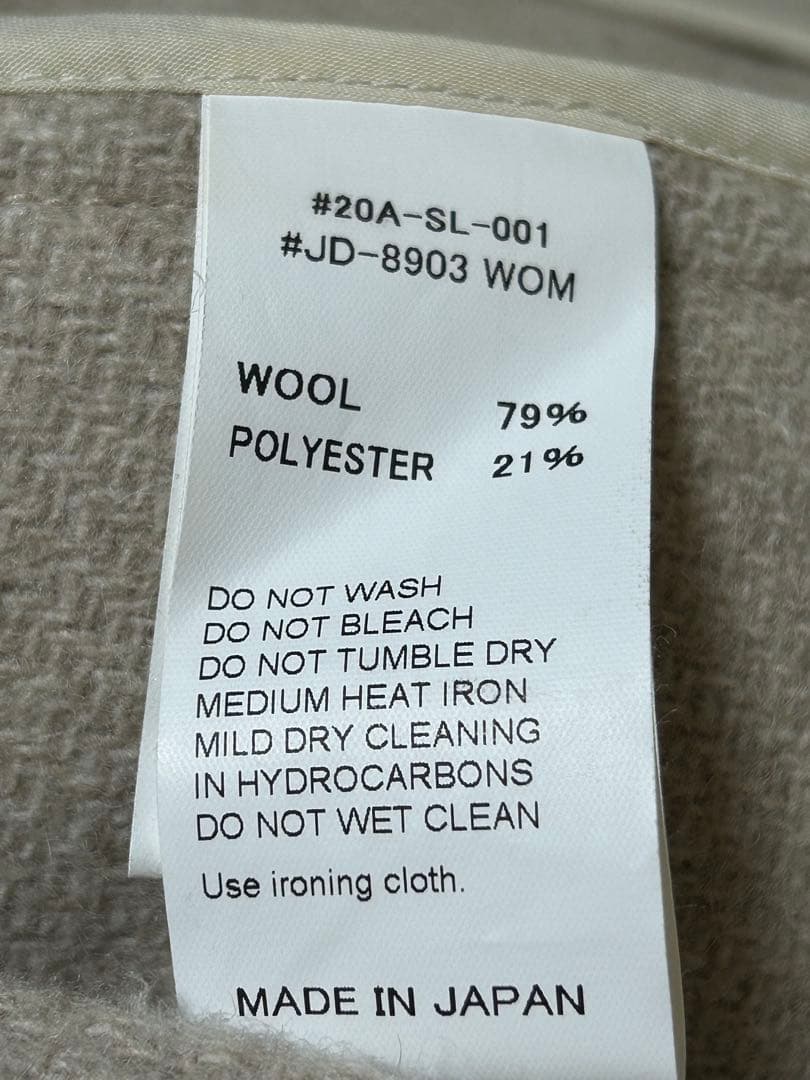 #20A-SL-001
#JD-8903 WOM
WOOL 79%
POLYESTER 21%
DO NOT WASH
DO NOT BLEACH
DO NOT TUMBLE DRY
MEDIUM HEAT IRON
MILD DRY CLEANING
IN HYDROCARBONS
DO NOT WET CLEAN
Use ironing cloth.
MADE IN JAPAN